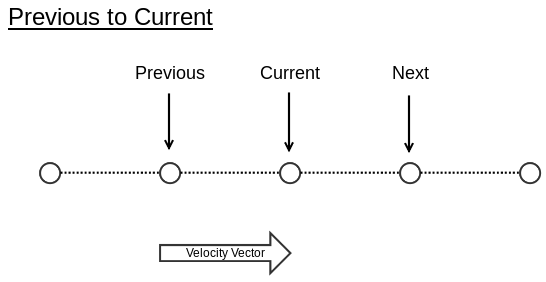 Previous to Current
Previous Current Next
Velocity Vector